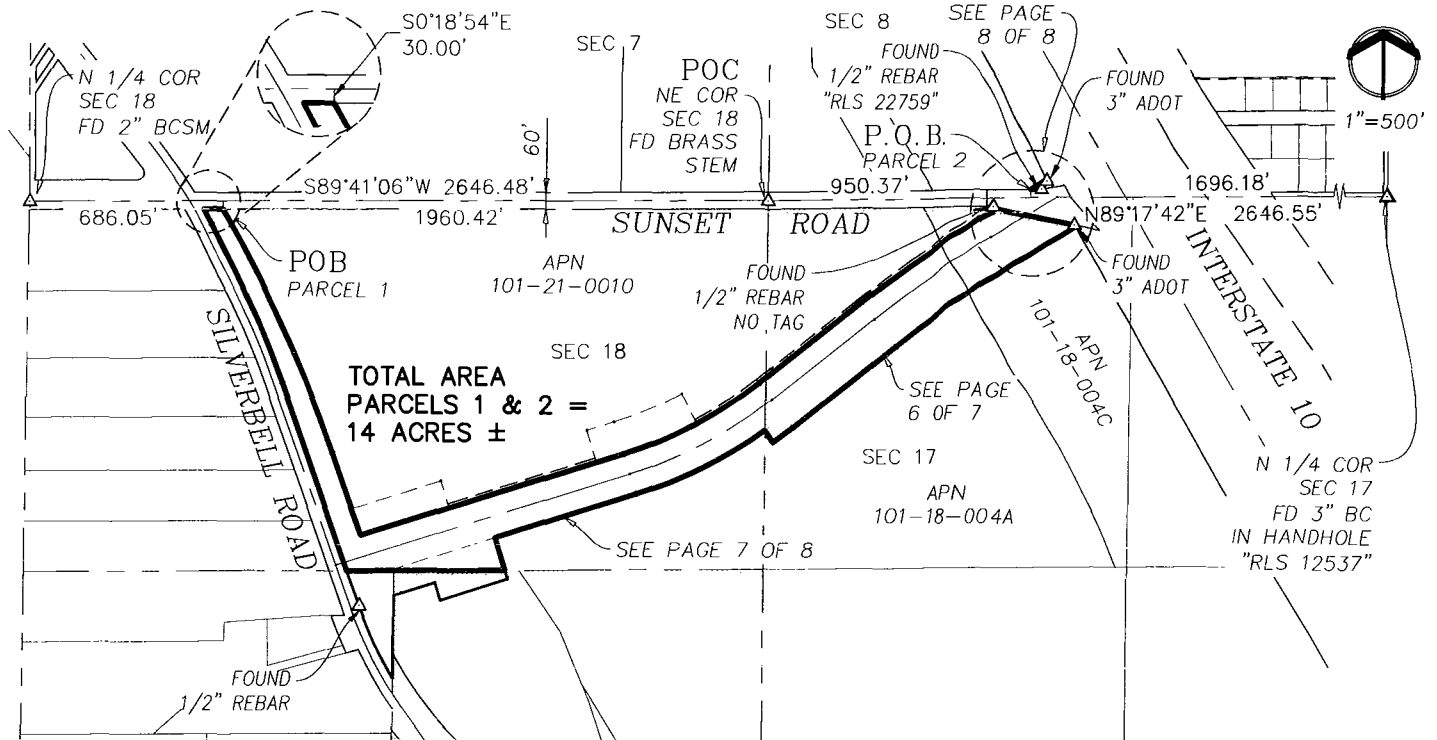 S0°18'54"E
30.00'
N 1/4 COR
SEC 18
FD 2" BCSM
SEC 7
POC
NE COR
SEC 18
FD BRASS
STEM
60'
SEC 8
FOUND
1/2" REBAR
"RLS 22759"
SEE PAGE
8 OF 8
FOUND
3" ADOT
P.O.B.
PARCEL 2
1"=500'
S89°41'06"W 2646.48'
950.37'
1696.18'
686.05'
1960.42'
N89°17'42"E 2646.55'
SUNSET ROAD
POB
PARCEL 1
APN
101-21-0010
FOUND
1/2" REBAR
NO TAG
FOUND
3" ADOT
INTERSTATE 10
APN
101-18-004C
SILVERBELL ROAD
SEC 18
TOTAL AREA
PARCELS 1 & 2 =
14 ACRES ±
SEE PAGE
6 OF 7
SEC 17
APN
101-18-004A
N 1/4 COR
SEC 17
FD 3" BC
IN HANDHOLE
"RLS 12537"
SEE PAGE 7 OF 8
FOUND
1/2" REBAR